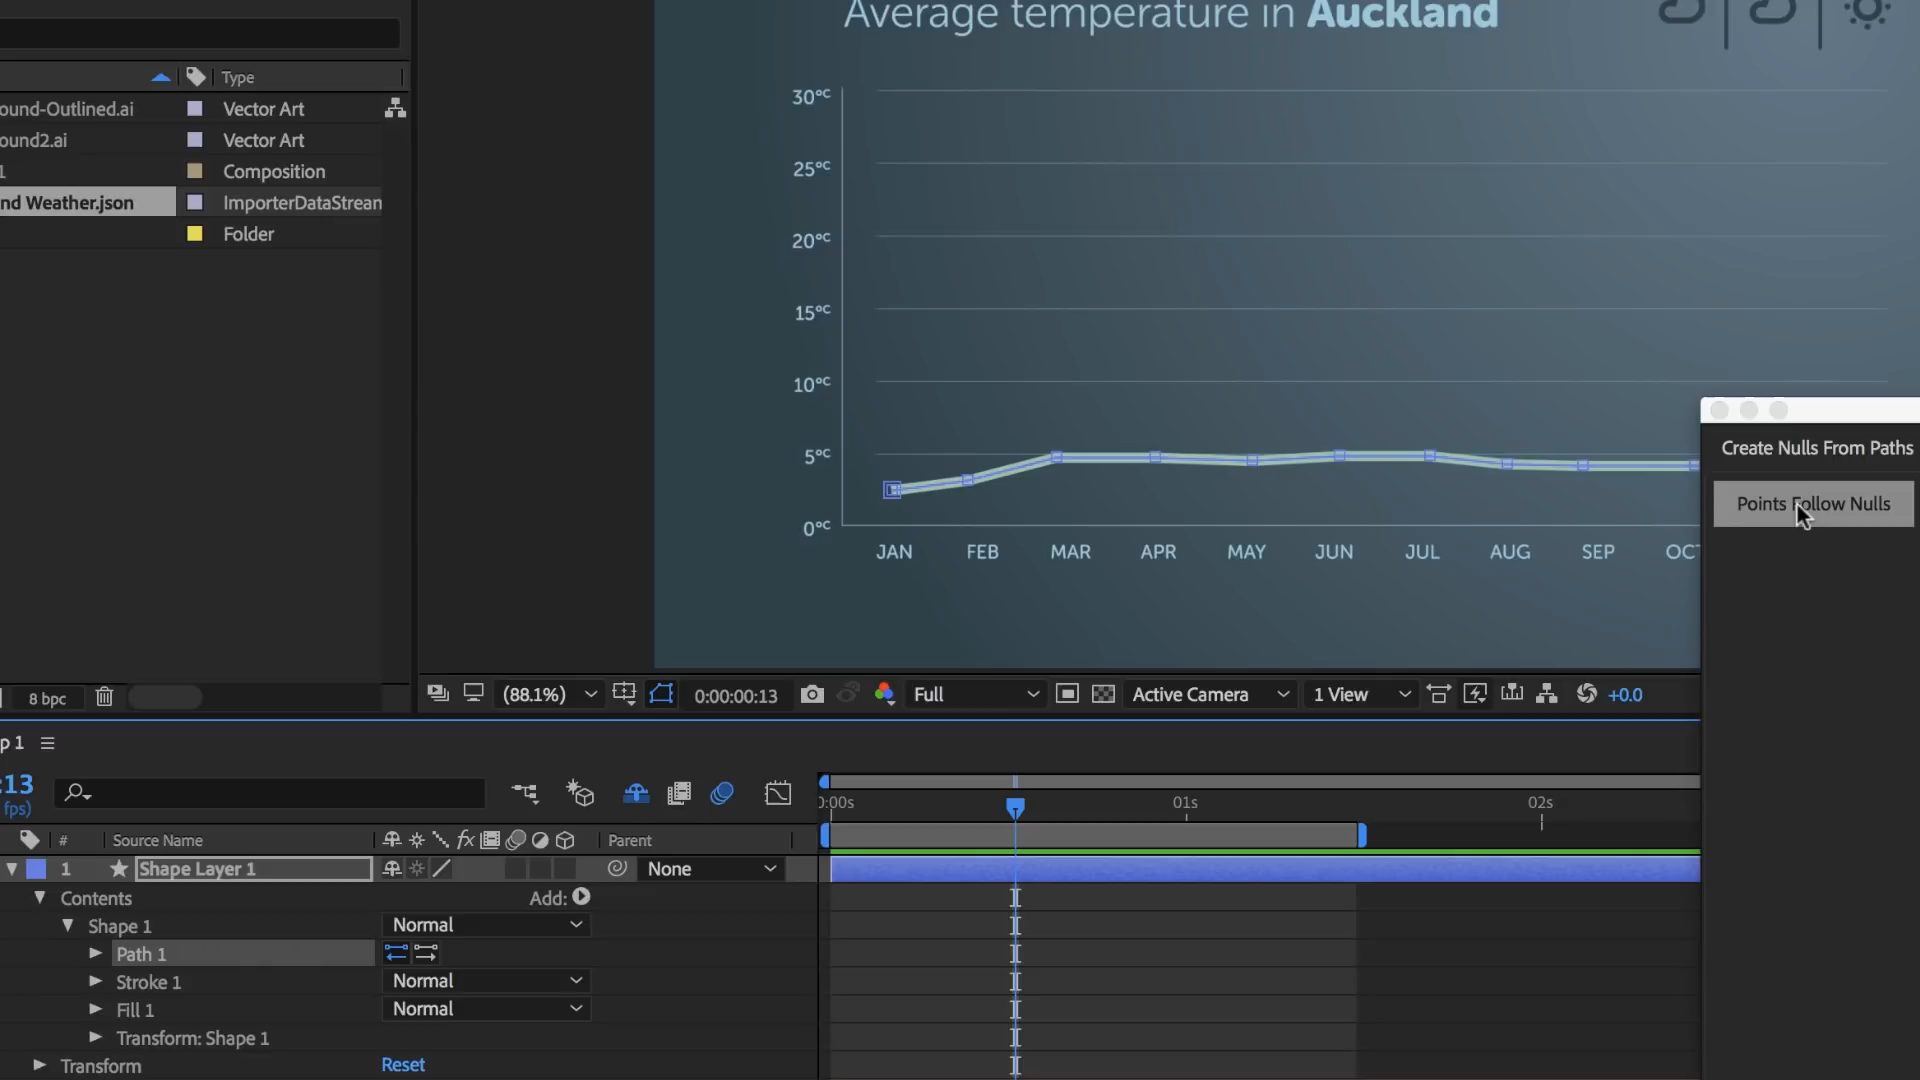 Average temperature in Auckland
Type
ound-Outlined.ai Vector Art
ound2.ai Vector Art
1 Composition
nd Weather.json ImporterDataStream
Folder
30°C
25°C
20°C
15°C
10°C
5°C
0°C
JAN FEB MAR APR MAY JUN JUL AUG SEP OCT
Create Nulls From Paths
Points Follow Nulls
8 bpc
(88.1%) 0:00:00:13 Full Active Camera 1 View +0.0
p 1
:13
fps)
0:00s 01s 02s
# Source Name fx Parent
1 Shape Layer 1 None
Contents Add:
Shape 1 Normal
Path 1
Stroke 1 Normal
Fill 1 Normal
Transform: Shape 1
Transform Reset